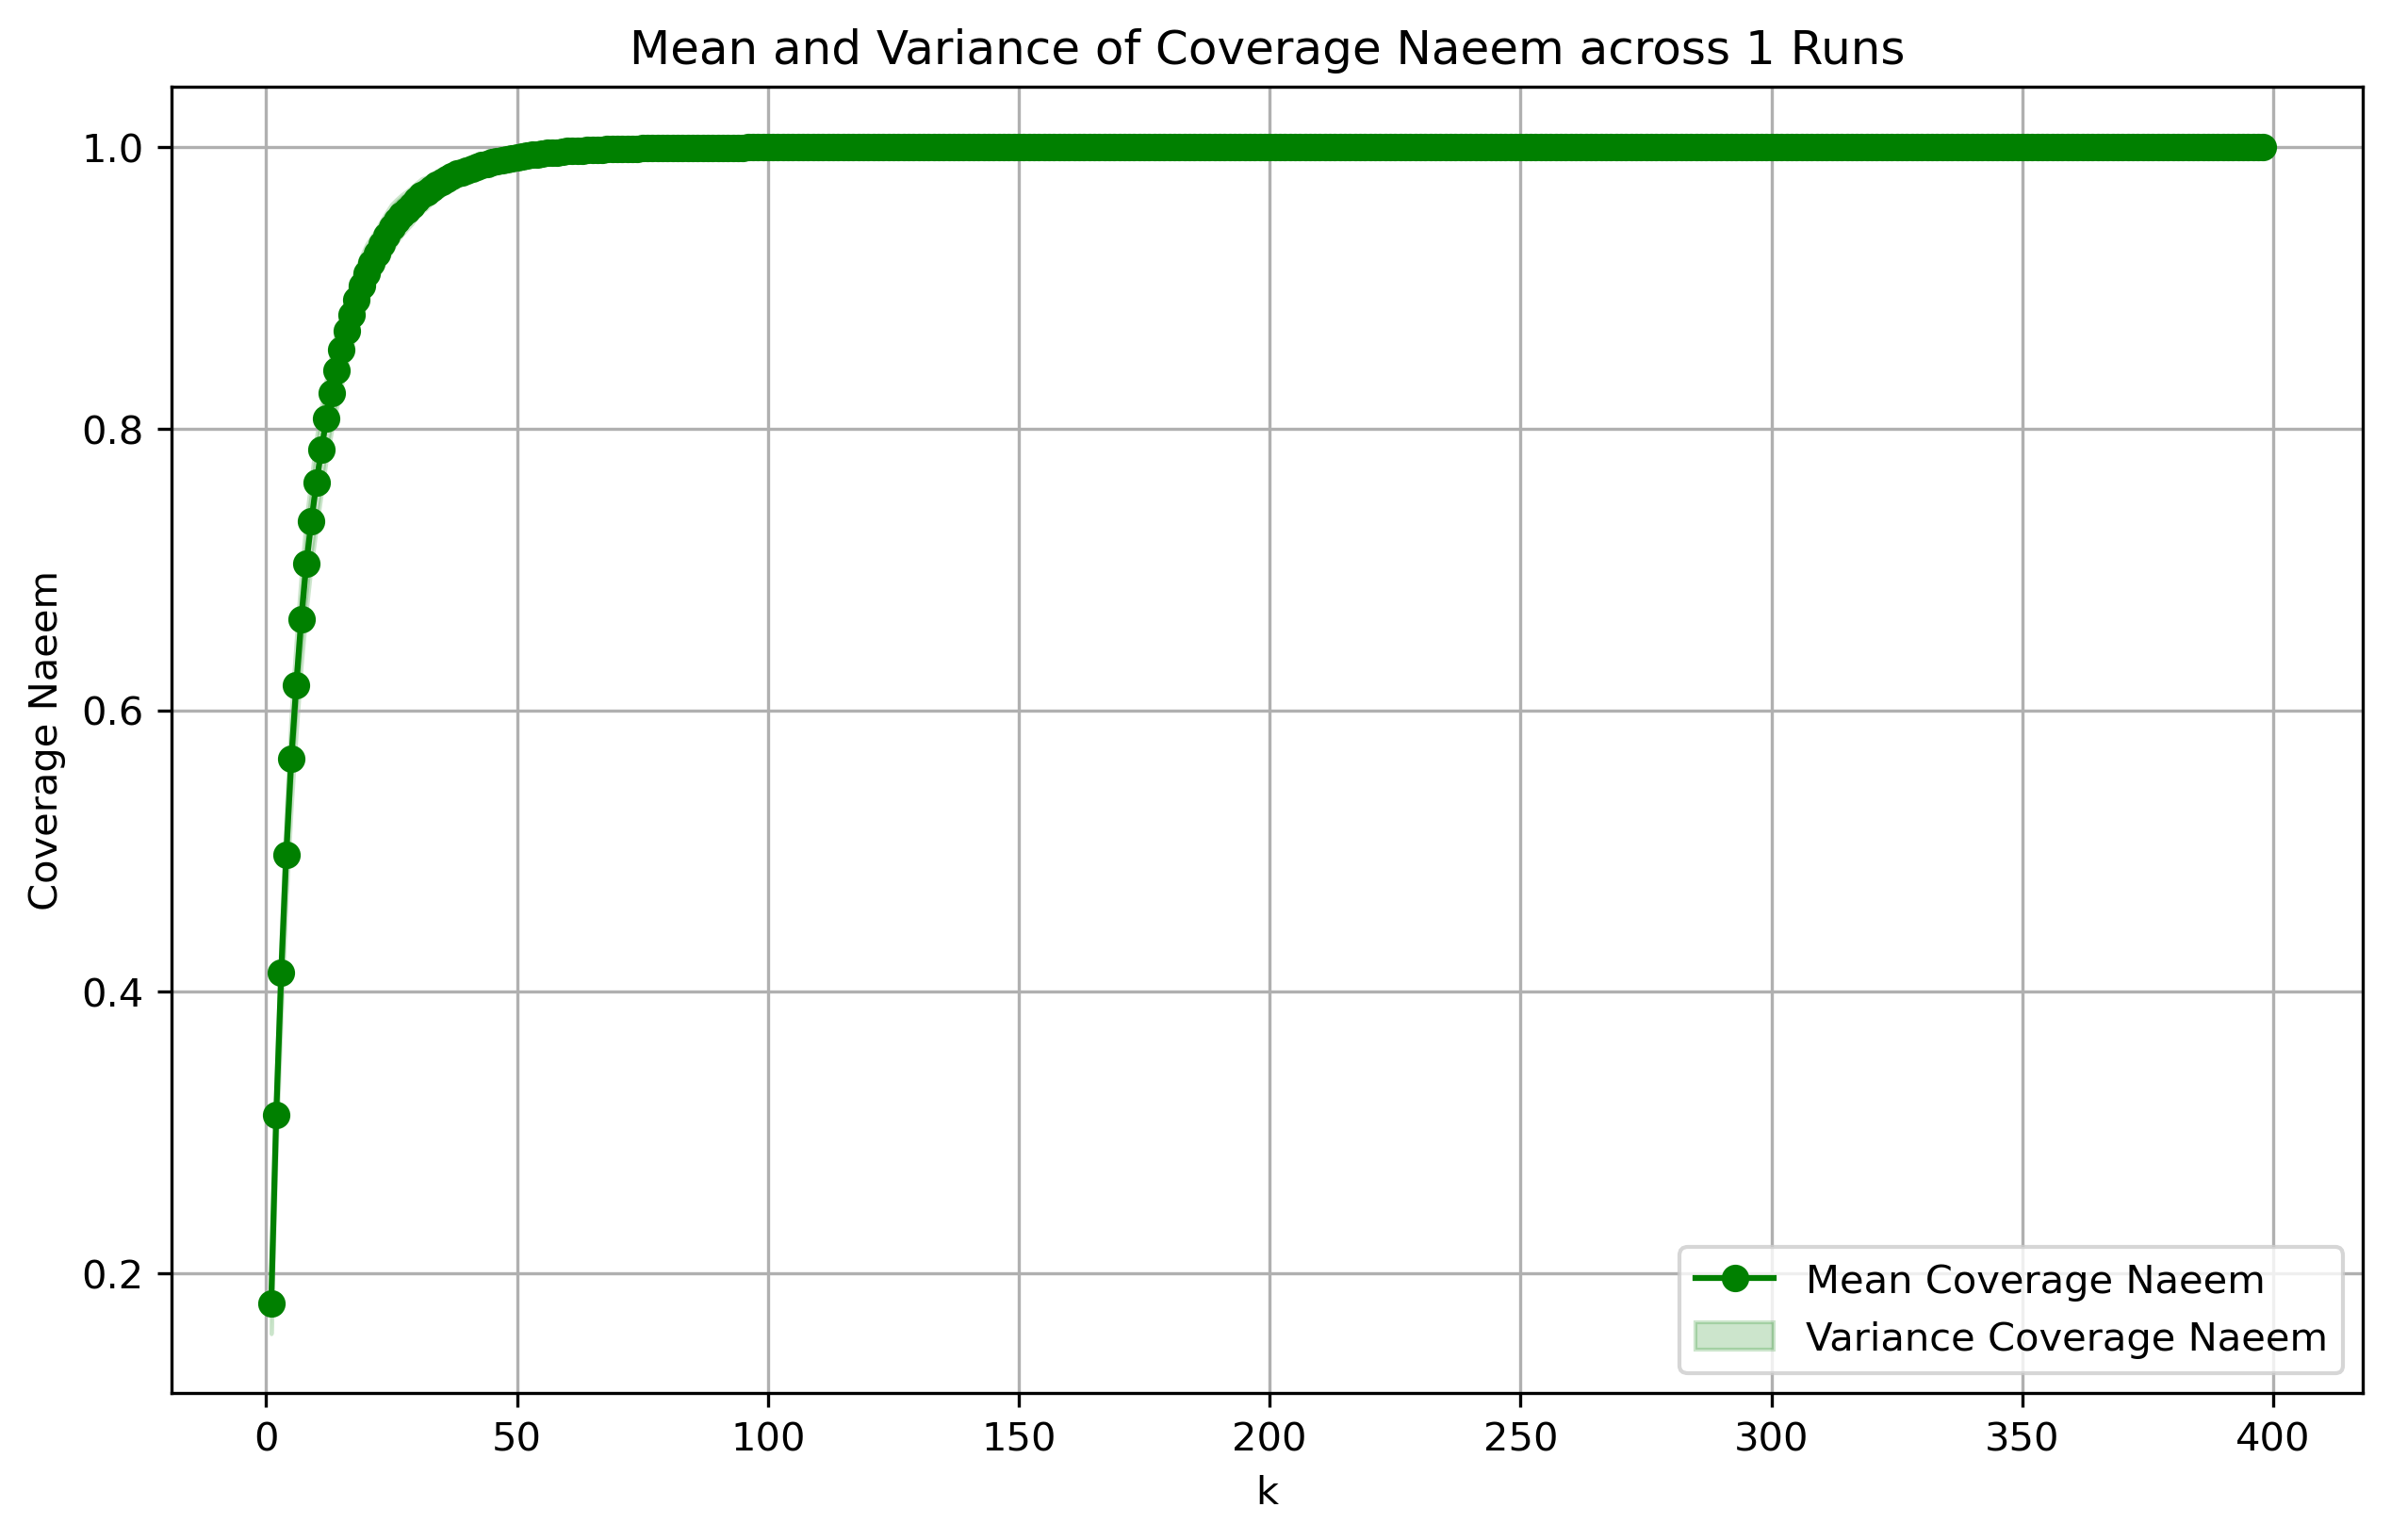 Mean and Variance of Coverage Naeem across 1 Runs
Coverage Naeem
1.0
0.8
0.6
0.4
0.2
Mean Coverage Naeem
Variance Coverage Naeem
0 50 100 150 200 250 300 350 400
k